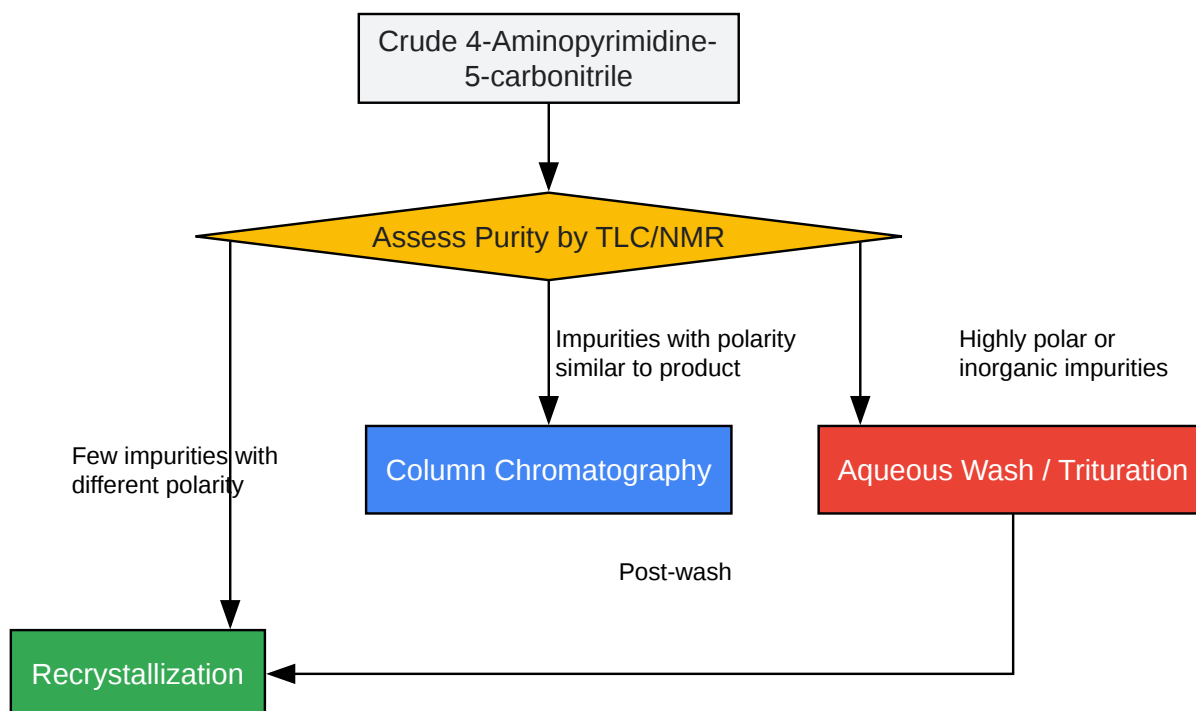 Crude 4-Aminopyrimidine-
5-carbonitrile
Assess Purity by TLC/NMR
Impurities with polarity
similar to product
Highly polar or
inorganic impurities
Few impurities with
different polarity
Column Chromatography
Aqueous Wash / Trituration
Post-wash
Recrystallization